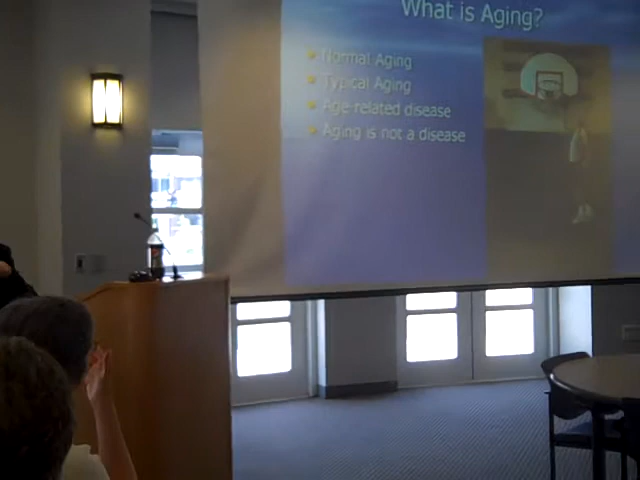 What is Aging?
Normal Aging
Typical Aging
Age-related disease
Aging is not a disease